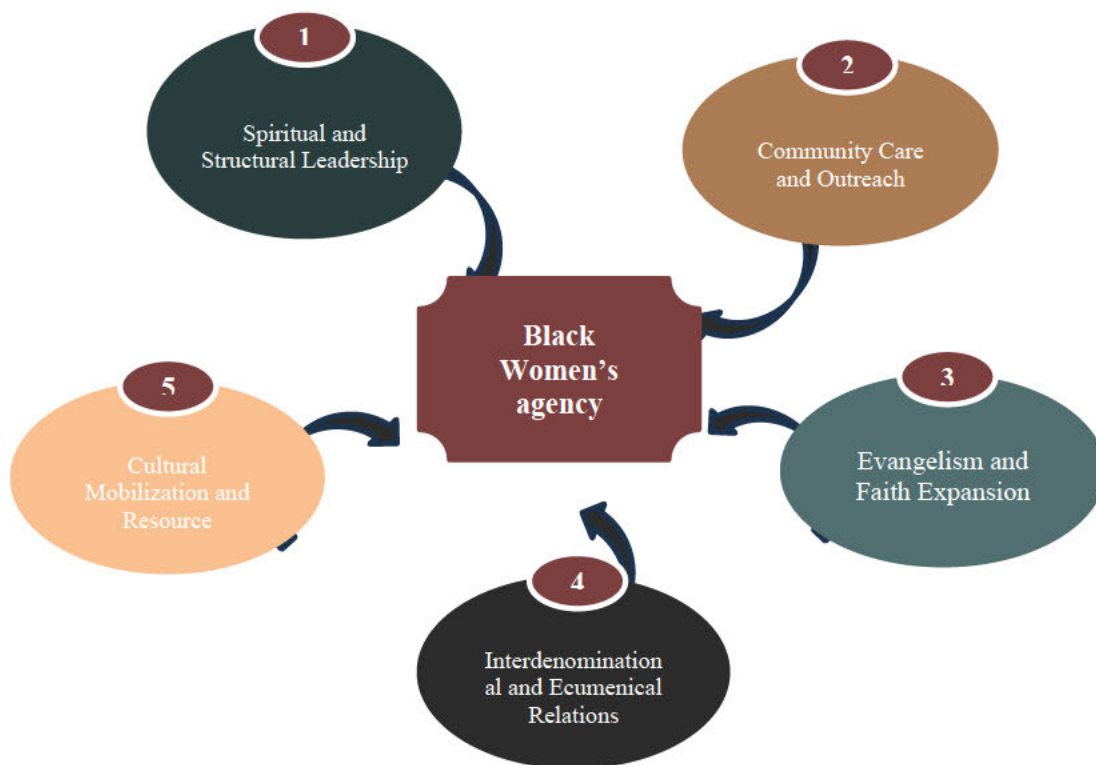 1
Spiritual and
Structural Leadership
2
Community Care
and Outreach
Black
Women’s
agency
3
Evangelism and
Faith Expansion
4
Interdenomination
al and Ecumenical
Relations
5
Cultural
Mobilization and
Resource